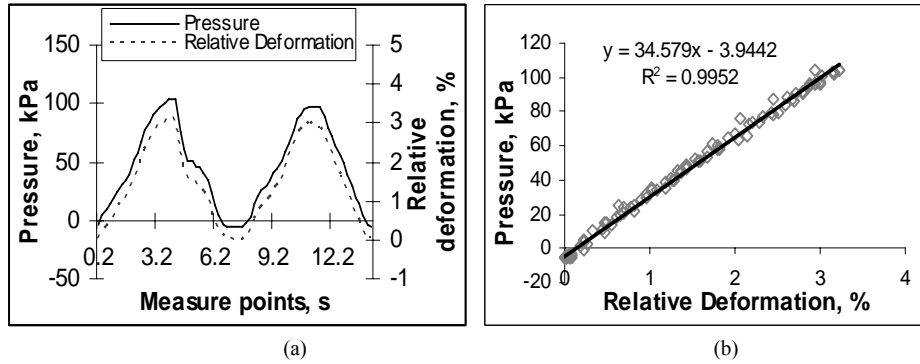 Pressure
Relative Deformation
150
100
50
0
-50
Pressure, kPa
5
4
3
2
1
0
-1
Relative
deformation, %
0.2 3.2 6.2 9.2 12.2
Measure points, s
(a)
y = 34.579x - 3.9442
R² = 0.9952
120
100
80
60
40
20
0
-20
Pressure, kPa
0 1 2 3 4
Relative Deformation, %
(b)